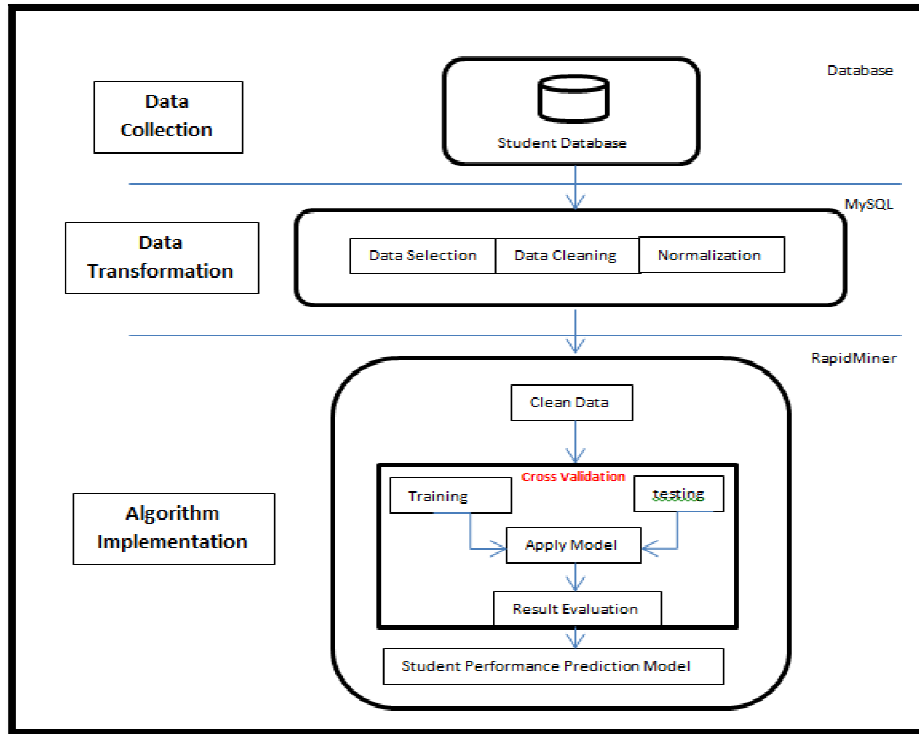 Database
Data
Collection
Student Database
MySQL
Data
Transformation
Data Selection
Data Cleaning
Normalization
RapidMiner
Clean Data
Cross Validation
Training
testing
Algorithm
Implementation
Apply Model
Result Evaluation
Student Performance Prediction Model